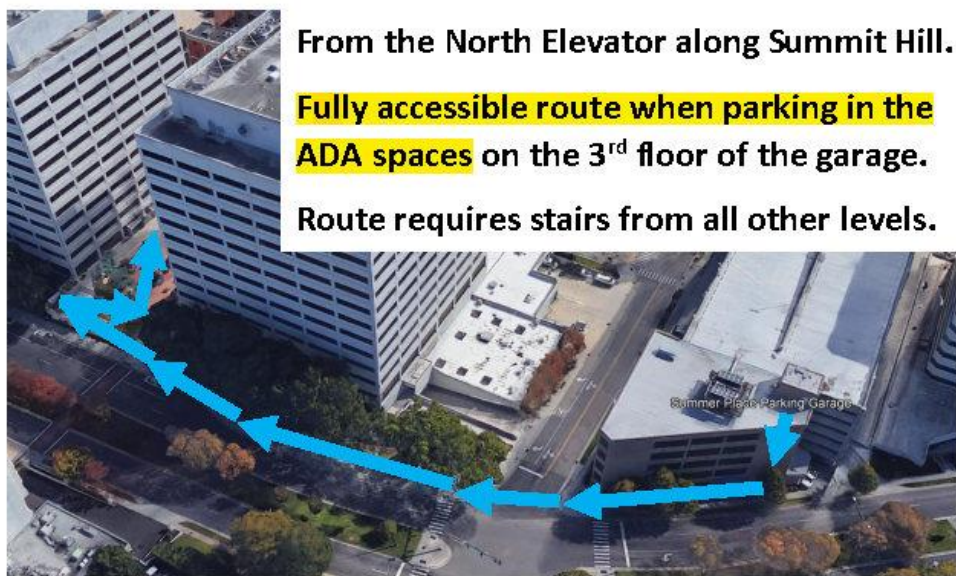 From the North Elevator along Summit Hill.
Fully accessible route when parking in the
ADA spaces on the 3rd floor of the garage.
Route requires stairs from all other levels.
Summer Place Parking Garage